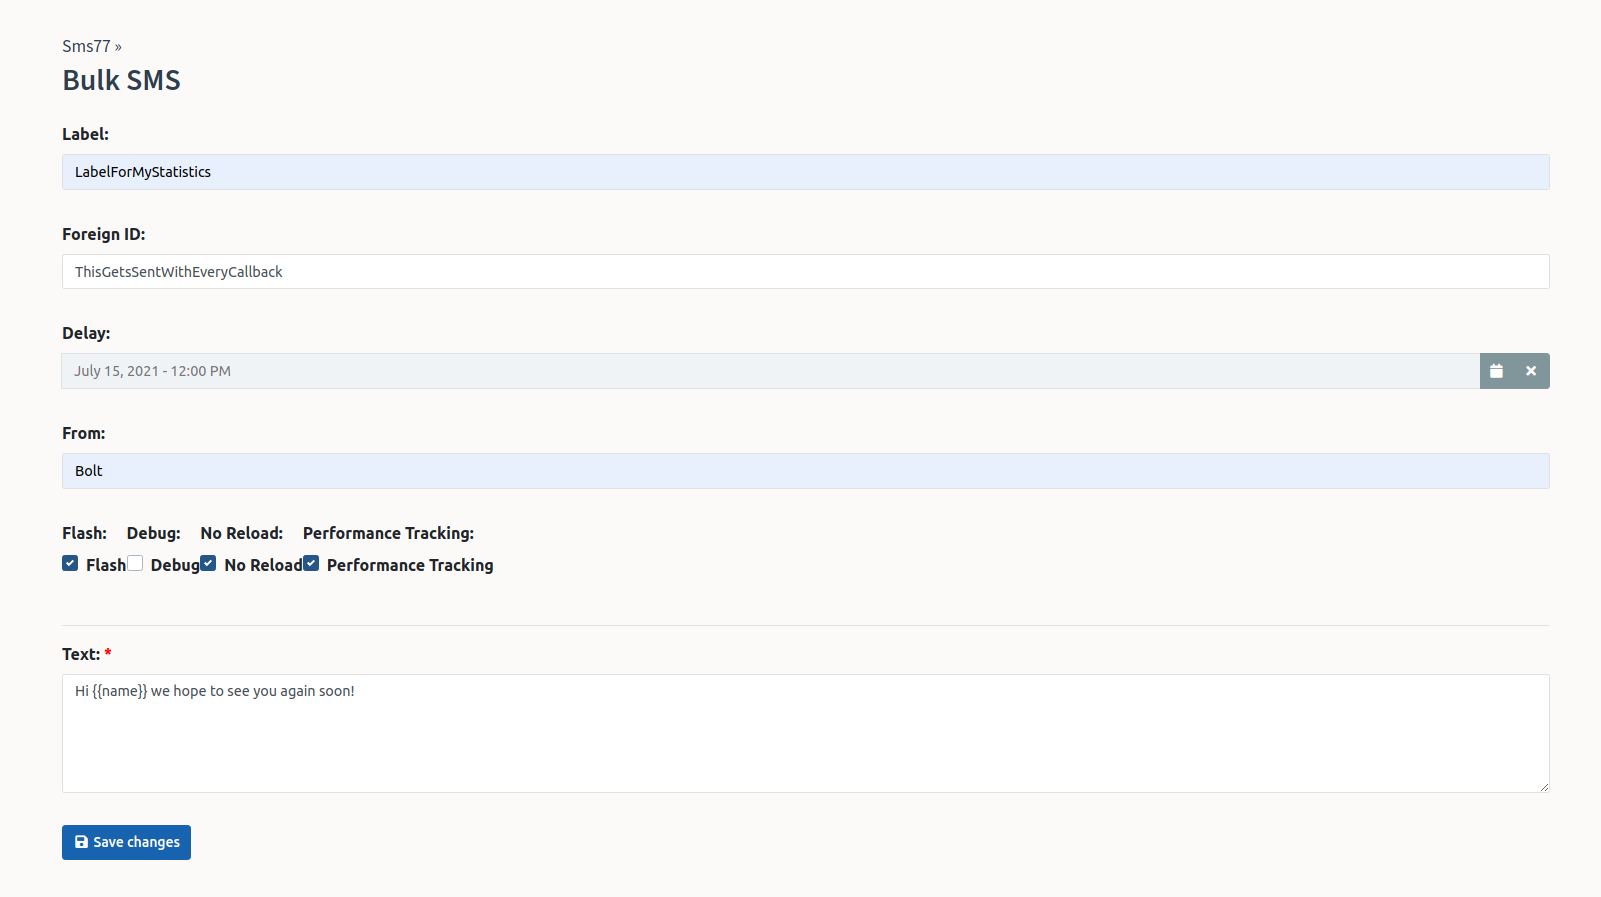 Sms77 »
Bulk SMS
Label:
LabelForMyStatistics
Foreign ID:
ThisGetsSentWithEveryCallback
Delay:
July 15, 2021 - 12:00 PM
From:
Bolt
Flash: Debug: No Reload: Performance Tracking:
Flash Debug No Reload Performance Tracking
Text: *
Hi {{name}} we hope to see you again soon!
Save changes